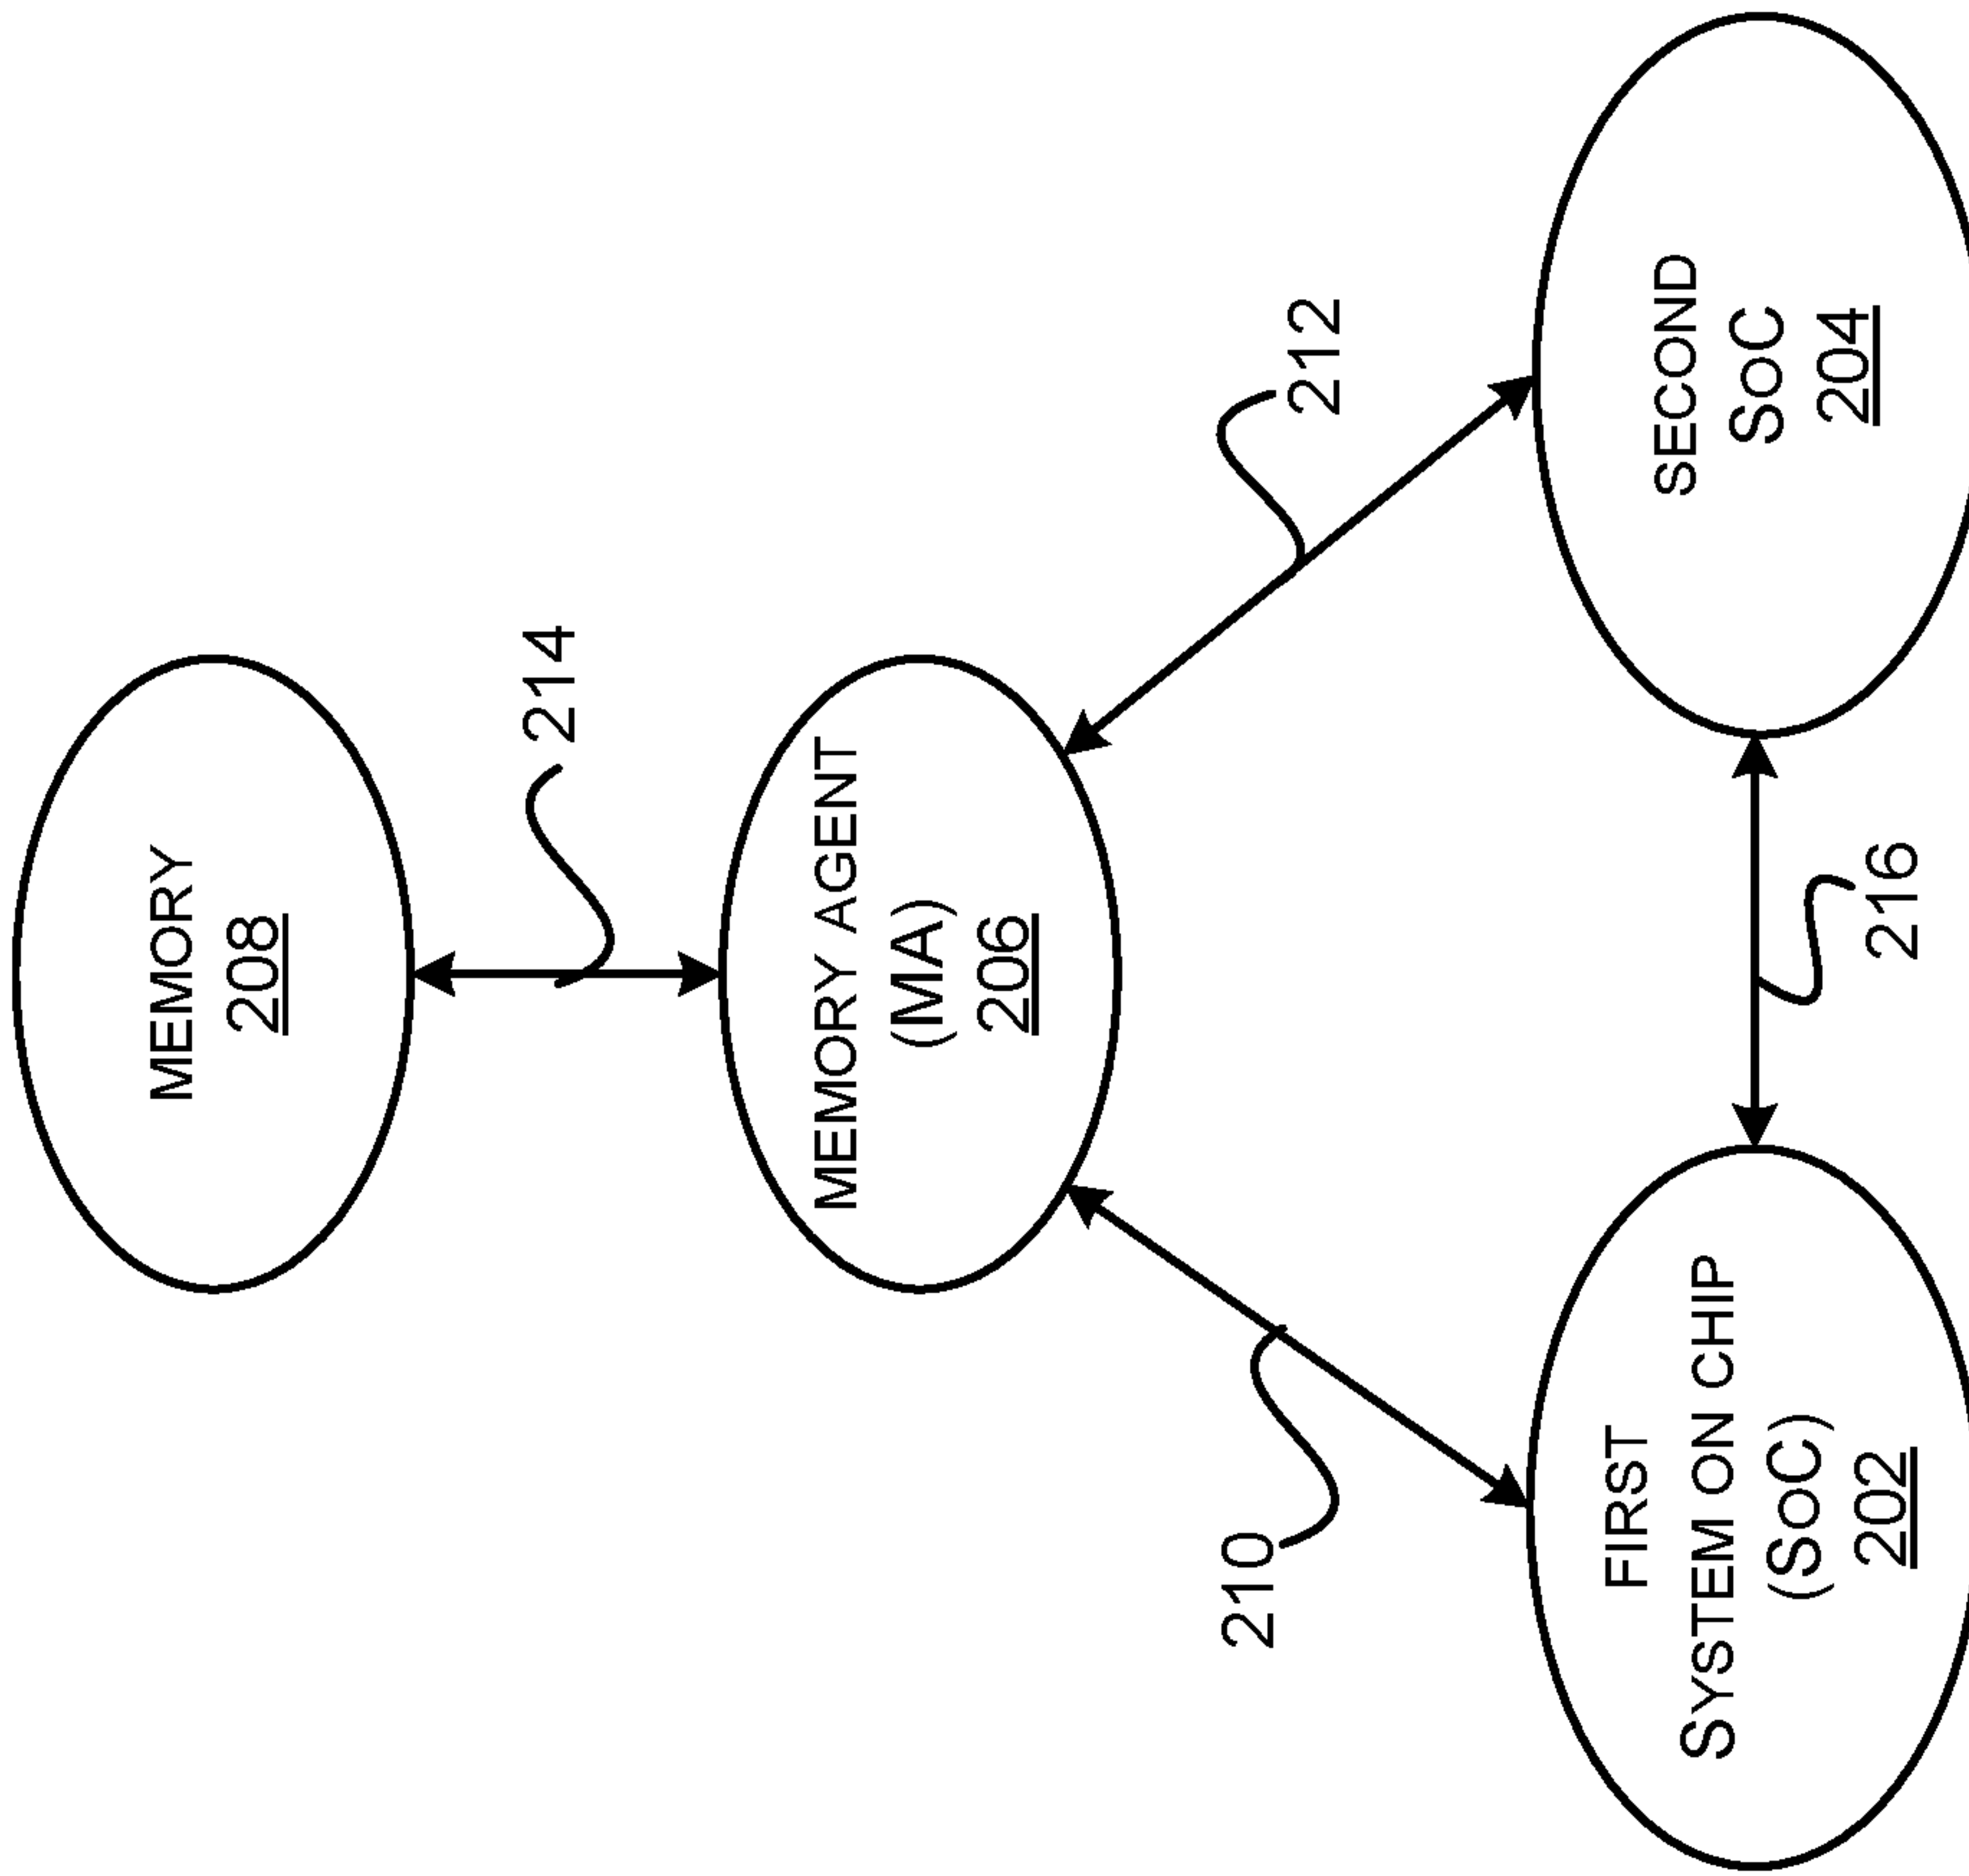 MEMORY
208
214
MEMORY AGENT
(MA)
206
212
210
FIRST
SYSTEM ON CHIP
(SOC)
202
216
SECOND
SOC
204